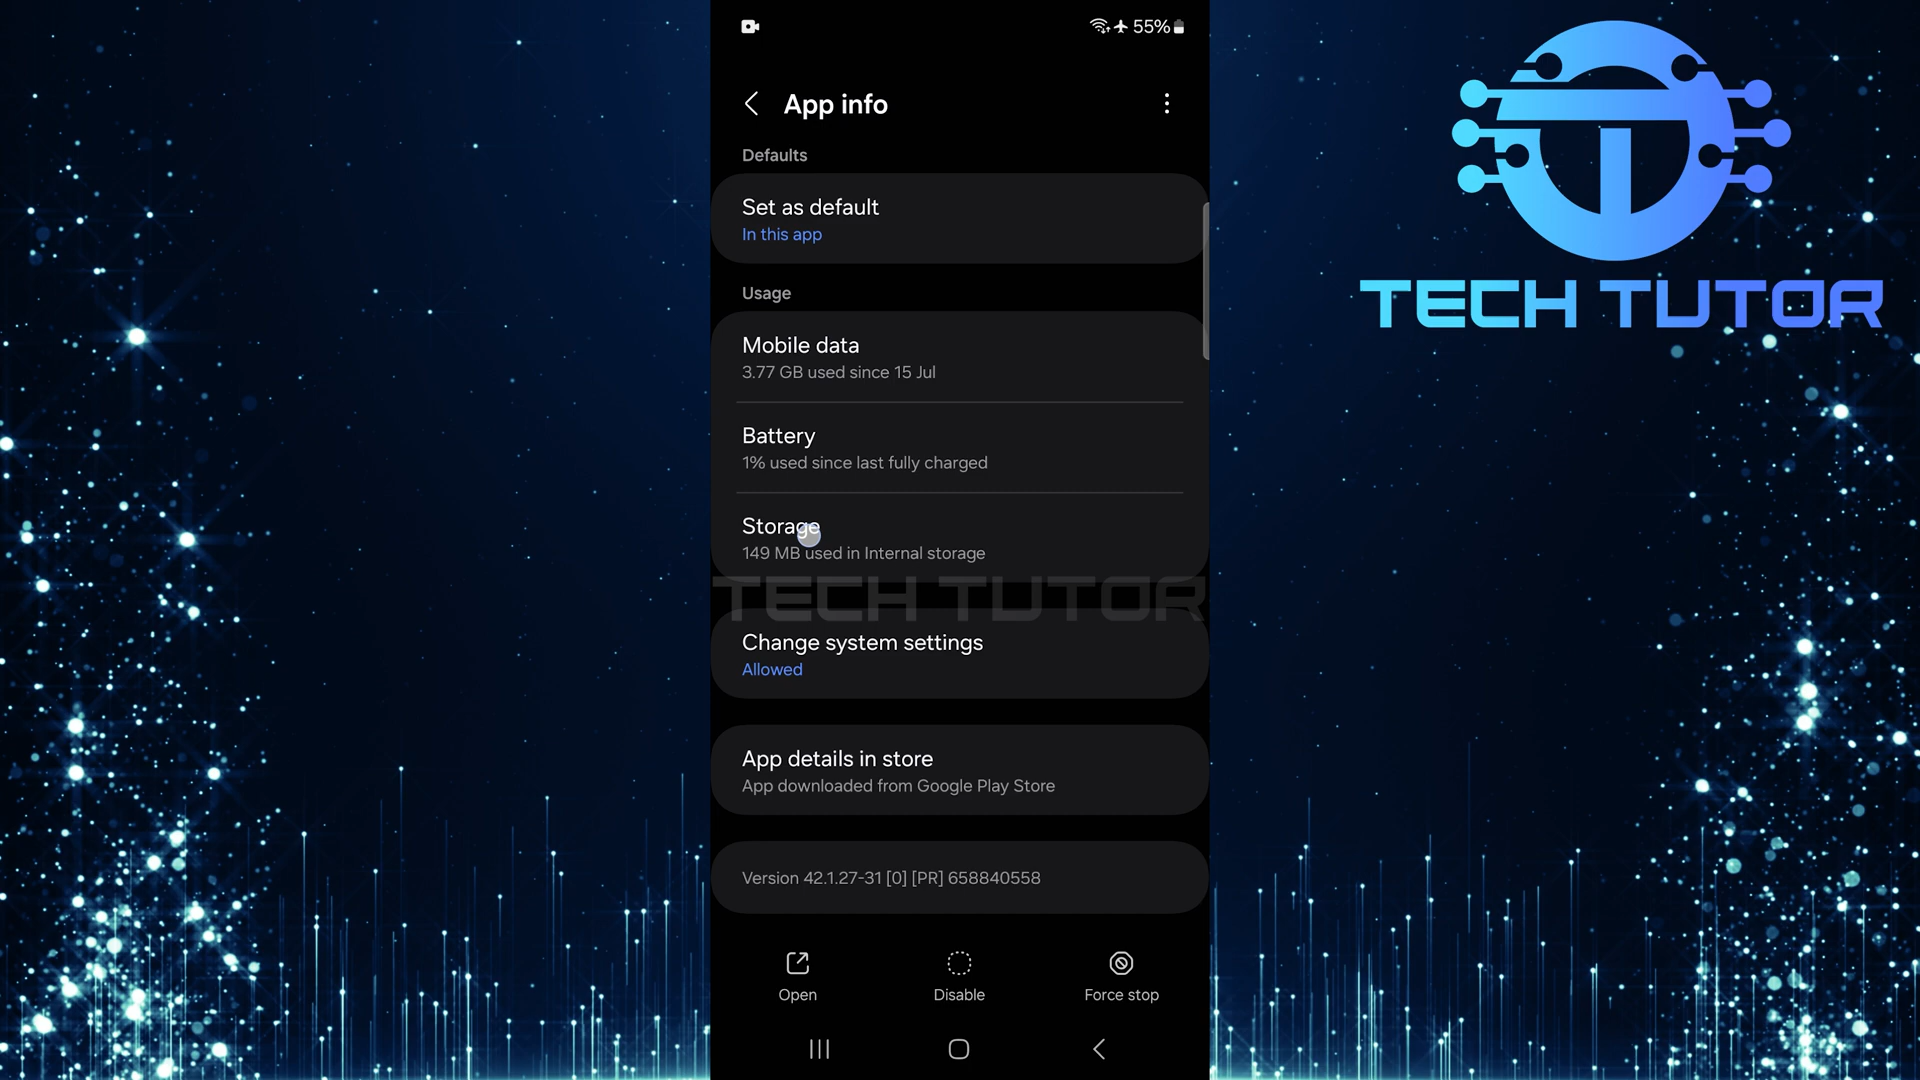 55%
App info
Defaults
Set as default
In this app
Usage
Mobile data
3.77 GB used since 15 Jul
Battery
1% used since last fully charged
Storage
149 MB used in Internal storage
TECH TUTOR
Change system settings
Allowed
App details in store
App downloaded from Google Play Store
Version 42.1.27-31 [0] [PR] 658840558
Open
Disable
Force stop
TECH TUTOR